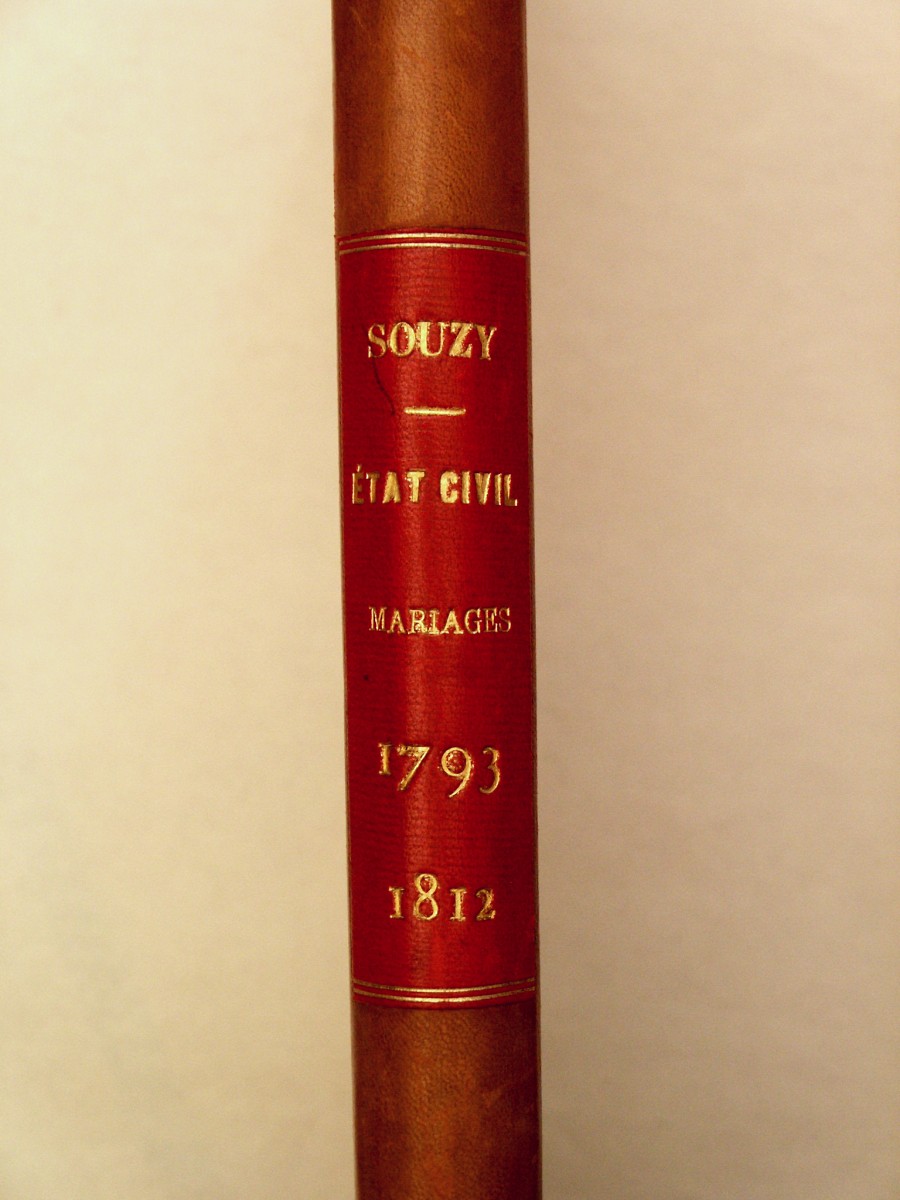 SOUZY
ÉTAT CIVIL
MARIAGES
1793
1812